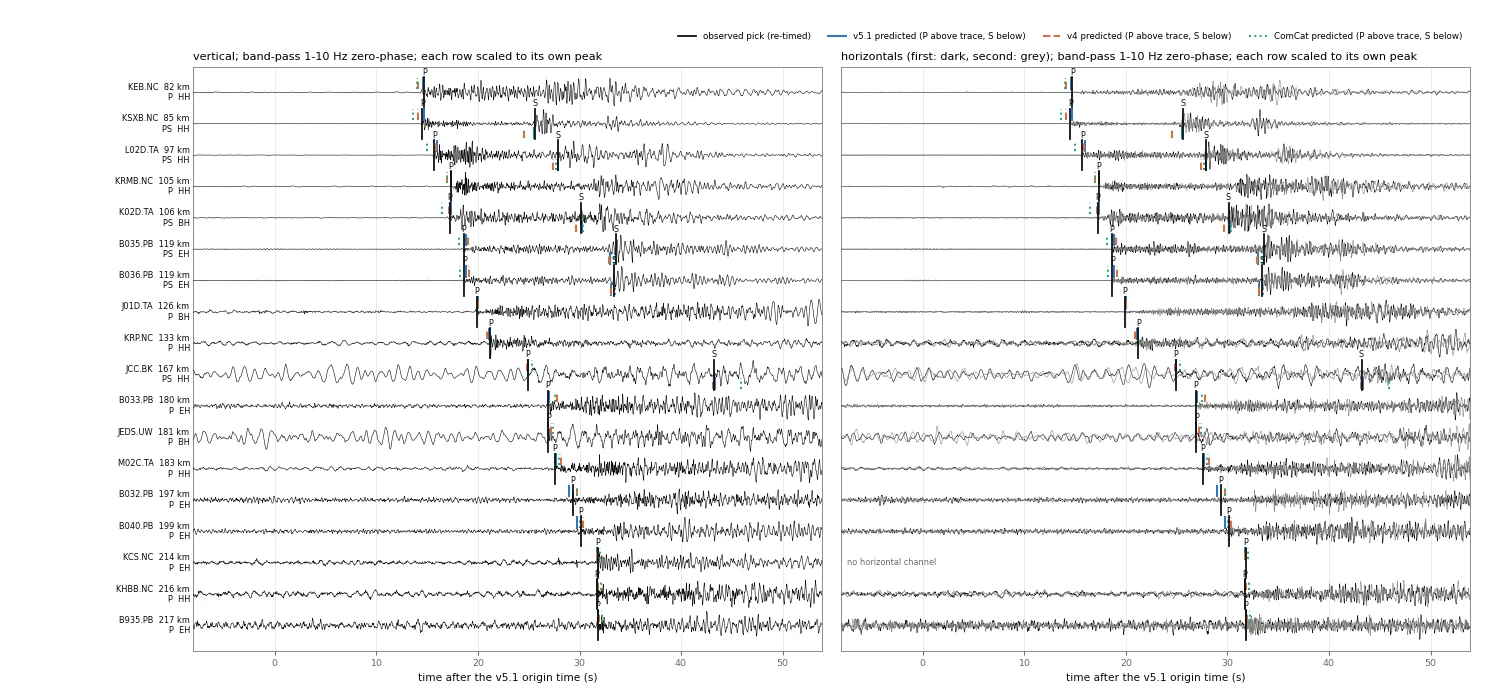 observed pick (re-timed)
v5.1 predicted (P above trace, S below)
v4 predicted (P above trace, S below)
ComCat predicted (P above trace, S below)
vertical; band-pass 1-10 Hz zero-phase; each row scaled to its own peak
horizontals (first: dark, second: grey); band-pass 1-10 Hz zero-phase; each row scaled to its own peak
KEB.NC 82 km
P HH
KSXB.NC 85 km
PS HH
L02D.TA 97 km
PS HH
KRMB.NC 105 km
P HH
K02D.TA 106 km
PS BH
B035.PB 119 km
PS EH
B036.PB 119 km
PS EH
J01D.TA 126 km
P BH
KRP.NC 133 km
P HH
JCC.BK 167 km
PS HH
B033.PB 180 km
P EH
JEDS.UW 181 km
P BH
M02C.TA 183 km
P HH
B032.PB 197 km
P EH
B040.PB 199 km
P EH
KCS.NC 214 km
P EH
no horizontal channel
KHBB.NC 216 km
P HH
B935.PB 217 km
P EH
0 10 20 30 40 50
0 10 20 30 40 50
time after the v5.1 origin time (s)
time after the v5.1 origin time (s)